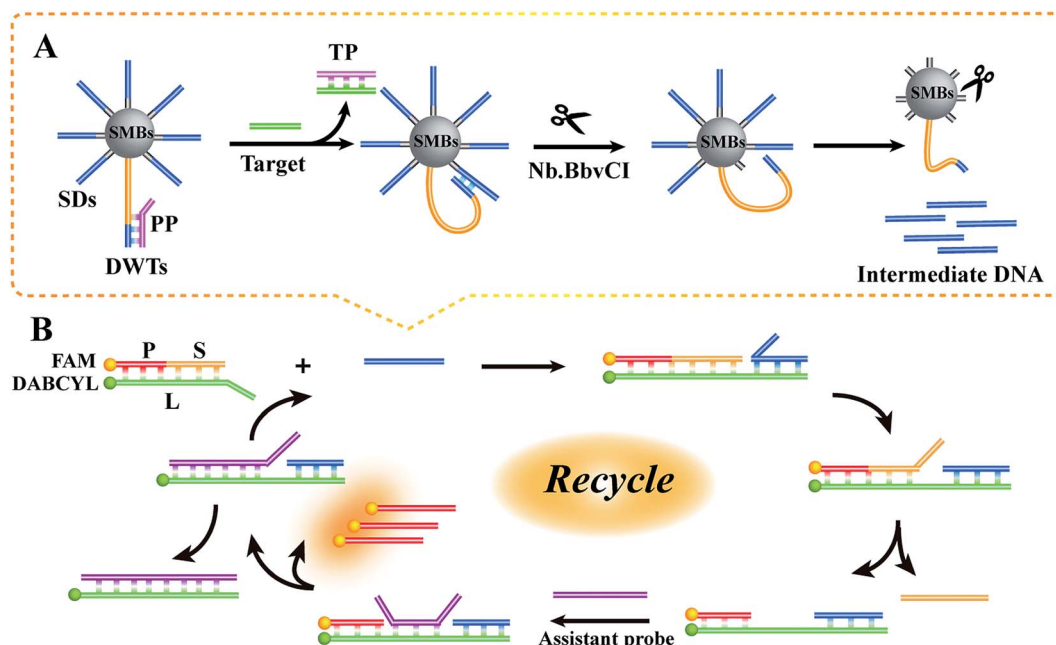 A
TP
SMBs
SMBs
SMBs
SMBs
Target
Nb.BbvCI
SDs
PP
DWTs
Intermediate DNA
B
FAM
P
S
DABCYL
+
L
Recycle
Assistant probe